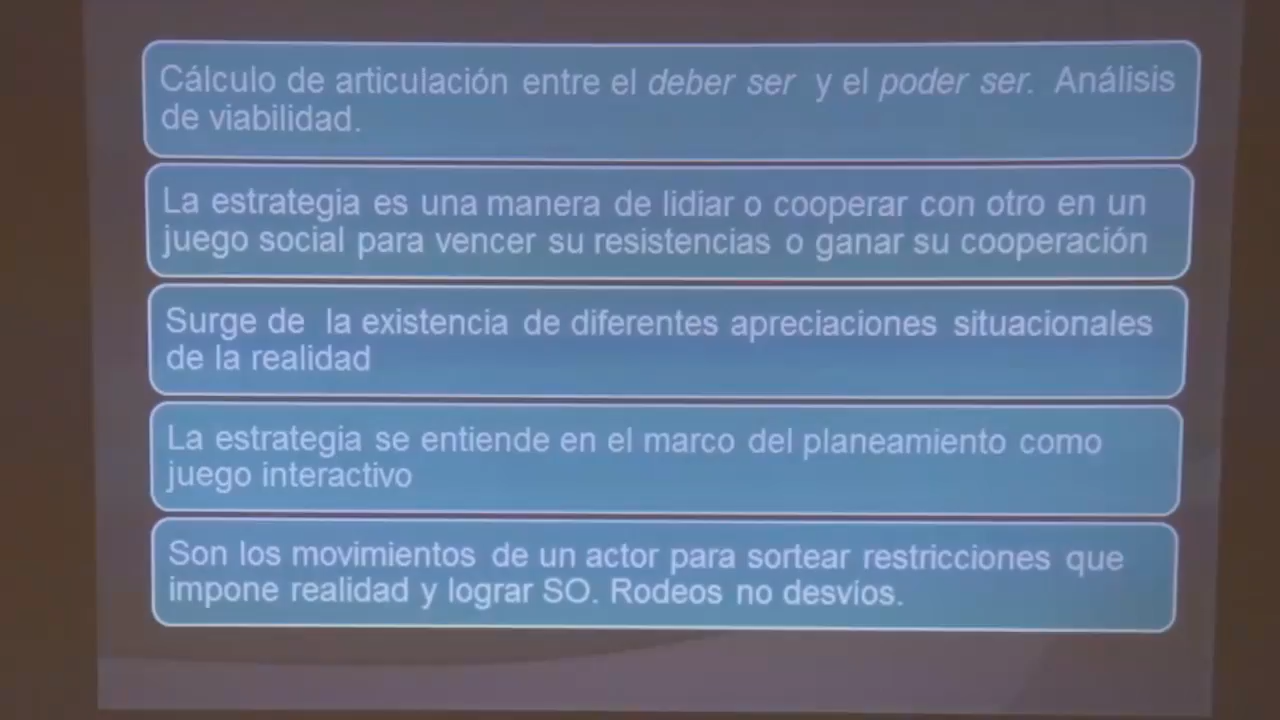 Cálculo de articulación entre el deber ser y el poder ser. Análisis
de viabilidad.
La estrategia es una manera de lidiar o cooperar con otro en un
juego social para vencer su resistencias o ganar su cooperación
Surge de la existencia de diferentes apreciaciones situacionales
de la realidad
La estrategia se entiende en el marco del planeamiento como
juego interactivo
Son los movimientos de un actor para sortear restricciones que
impone realidad y lograr SO. Rodeos no desvíos.